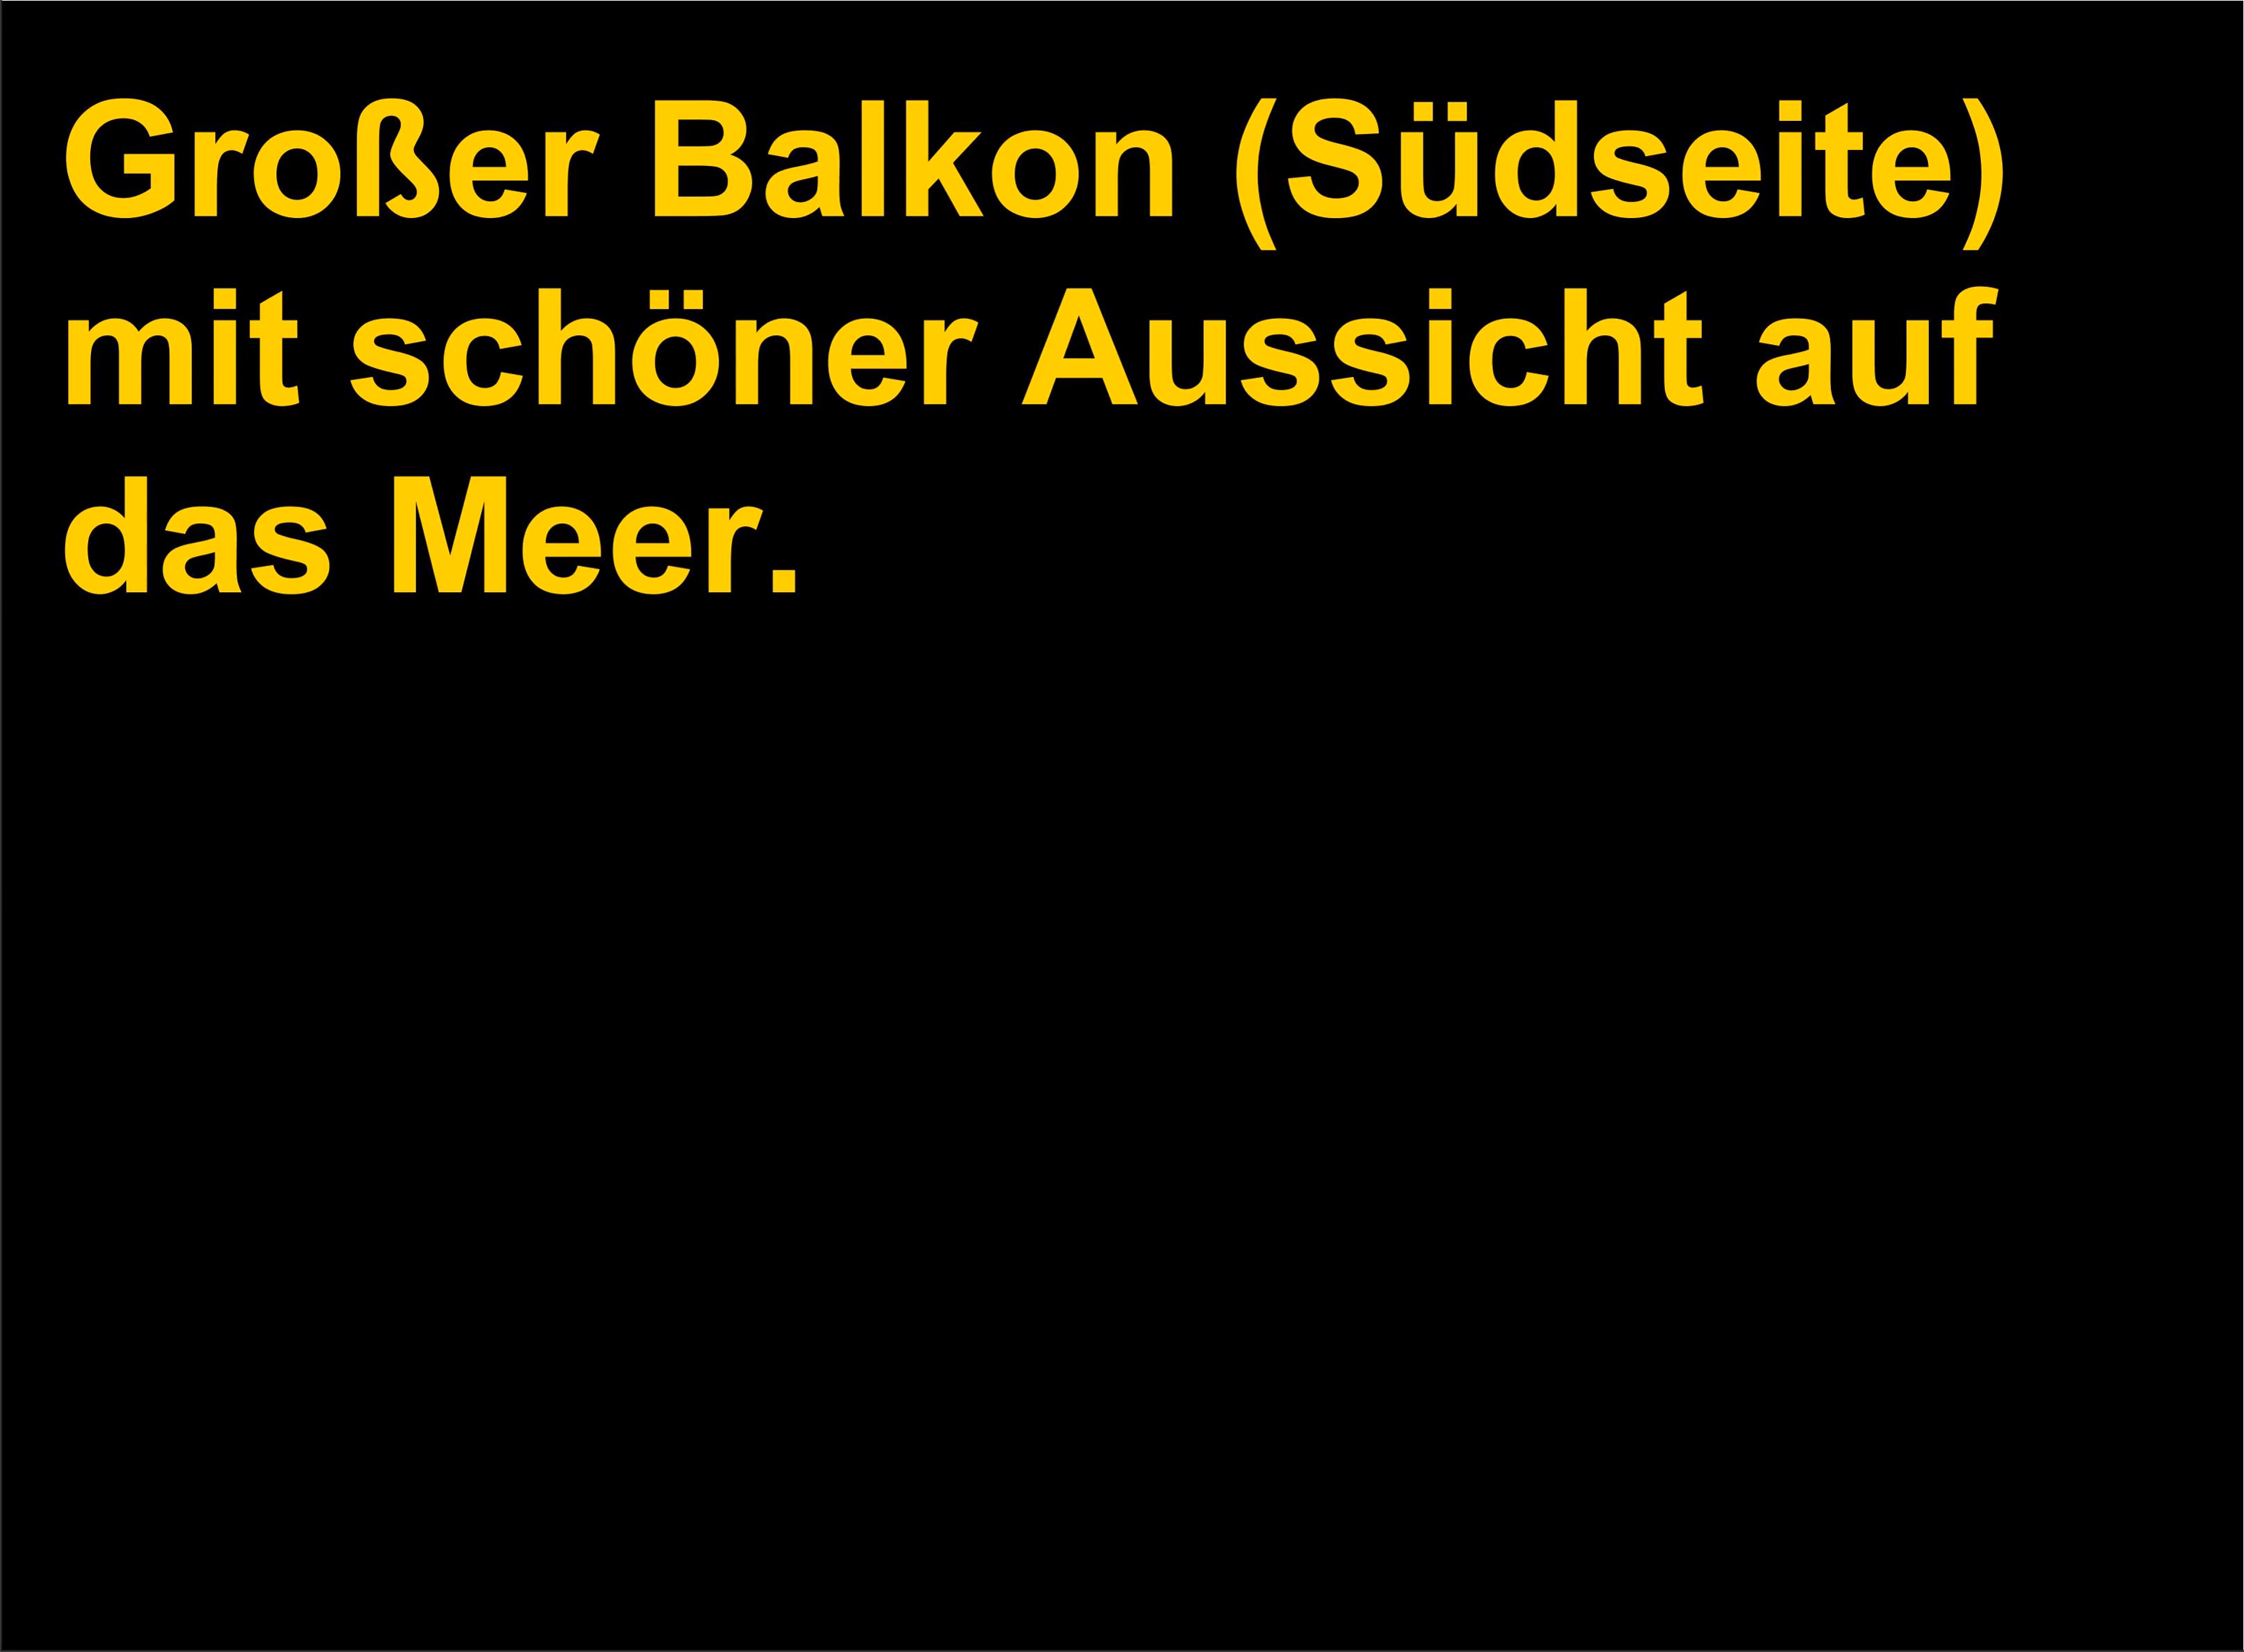 Großer Balkon (Südseite)
mit schöner Aussicht auf
das Meer.